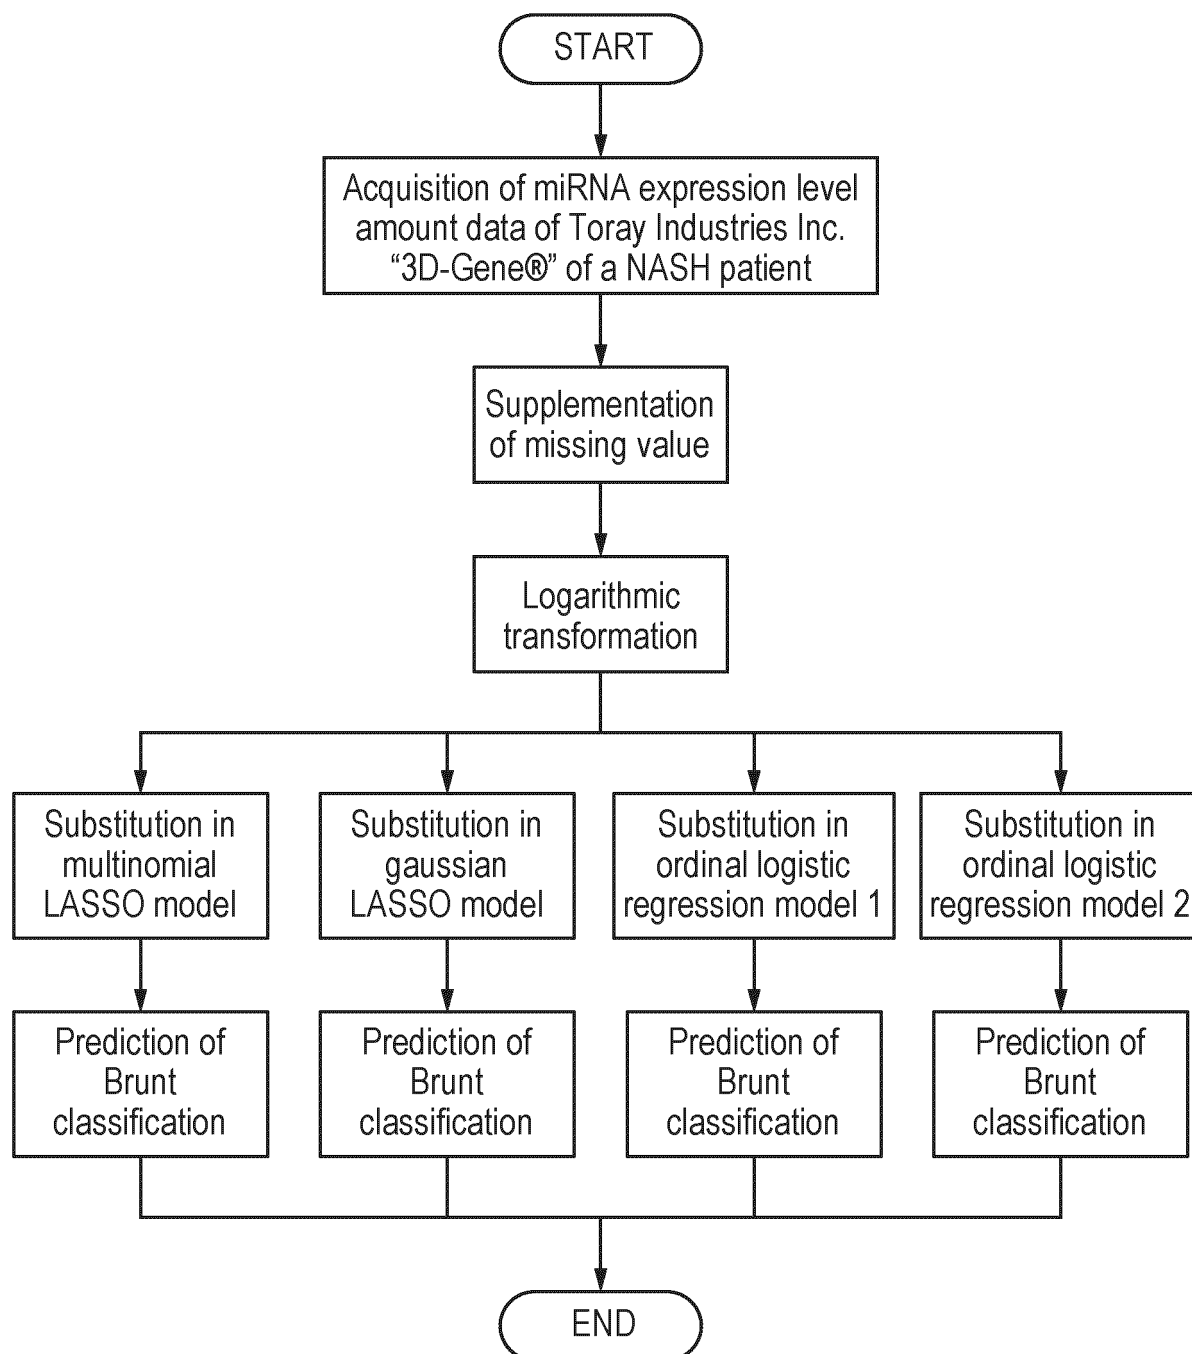 START
Acquisition of miRNA expression level
amount data of Toray Industries Inc.
“3D-Gene®” of a NASH patient
Supplementation
of missing value
Logarithmic
transformation
Substitution in
multinomial
LASSO model
Substitution in
gaussian
LASSO model
Substitution in
ordinal logistic
regression model 1
Substitution in
ordinal logistic
regression model 2
Prediction of
Brunt
classification
Prediction of
Brunt
classification
Prediction of
Brunt
classification
Prediction of
Brunt
classification
END